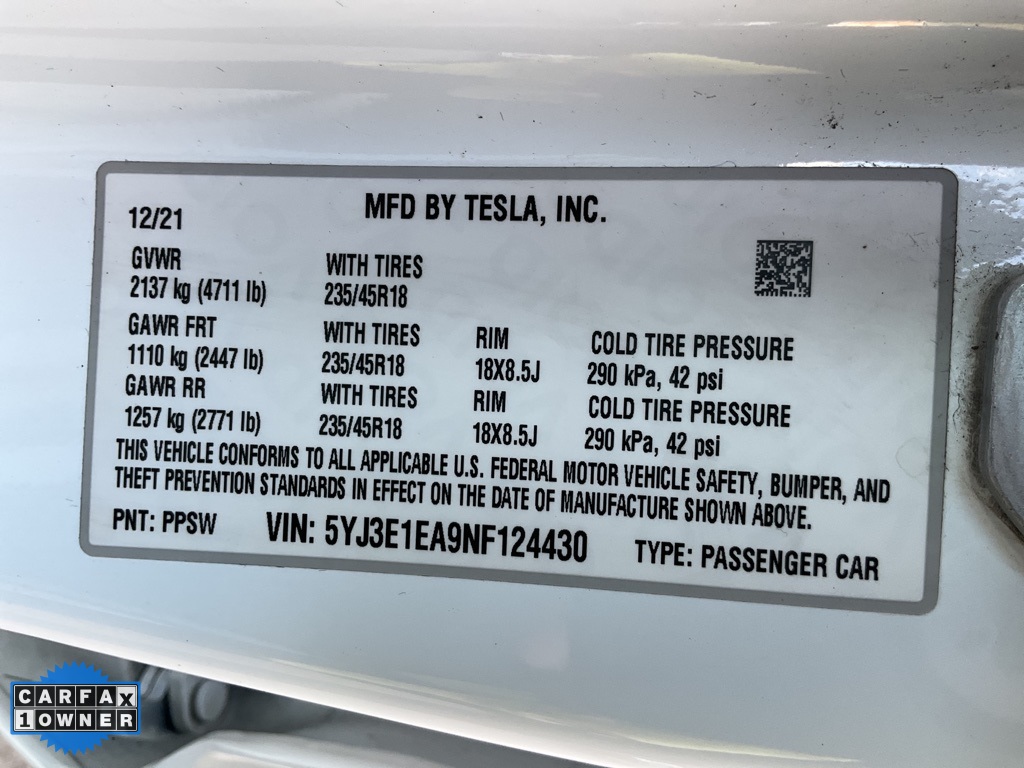 12/21 MFD BY TESLA, INC.
GVWR WITH TIRES
2137 kg (4711 lb) 235/45R18
GAWR FRT WITH TIRES RIM COLD TIRE PRESSURE
1110 kg (2447 lb) 235/45R18 18X8.5J 290 kPa, 42 psi
GAWR RR WITH TIRES RIM COLD TIRE PRESSURE
1257 kg (2771 lb) 235/45R18 18X8.5J 290 kPa, 42 psi
THIS VEHICLE CONFORMS TO ALL APPLICABLE U.S. FEDERAL MOTOR VEHICLE SAFETY, BUMPER, AND
THEFT PREVENTION STANDARDS IN EFFECT ON THE DATE OF MANUFACTURE SHOWN ABOVE.
PNT: PPSW VIN: 5YJ3E1EA9NF124430 TYPE: PASSENGER CAR
CARFAX
1 OWNER